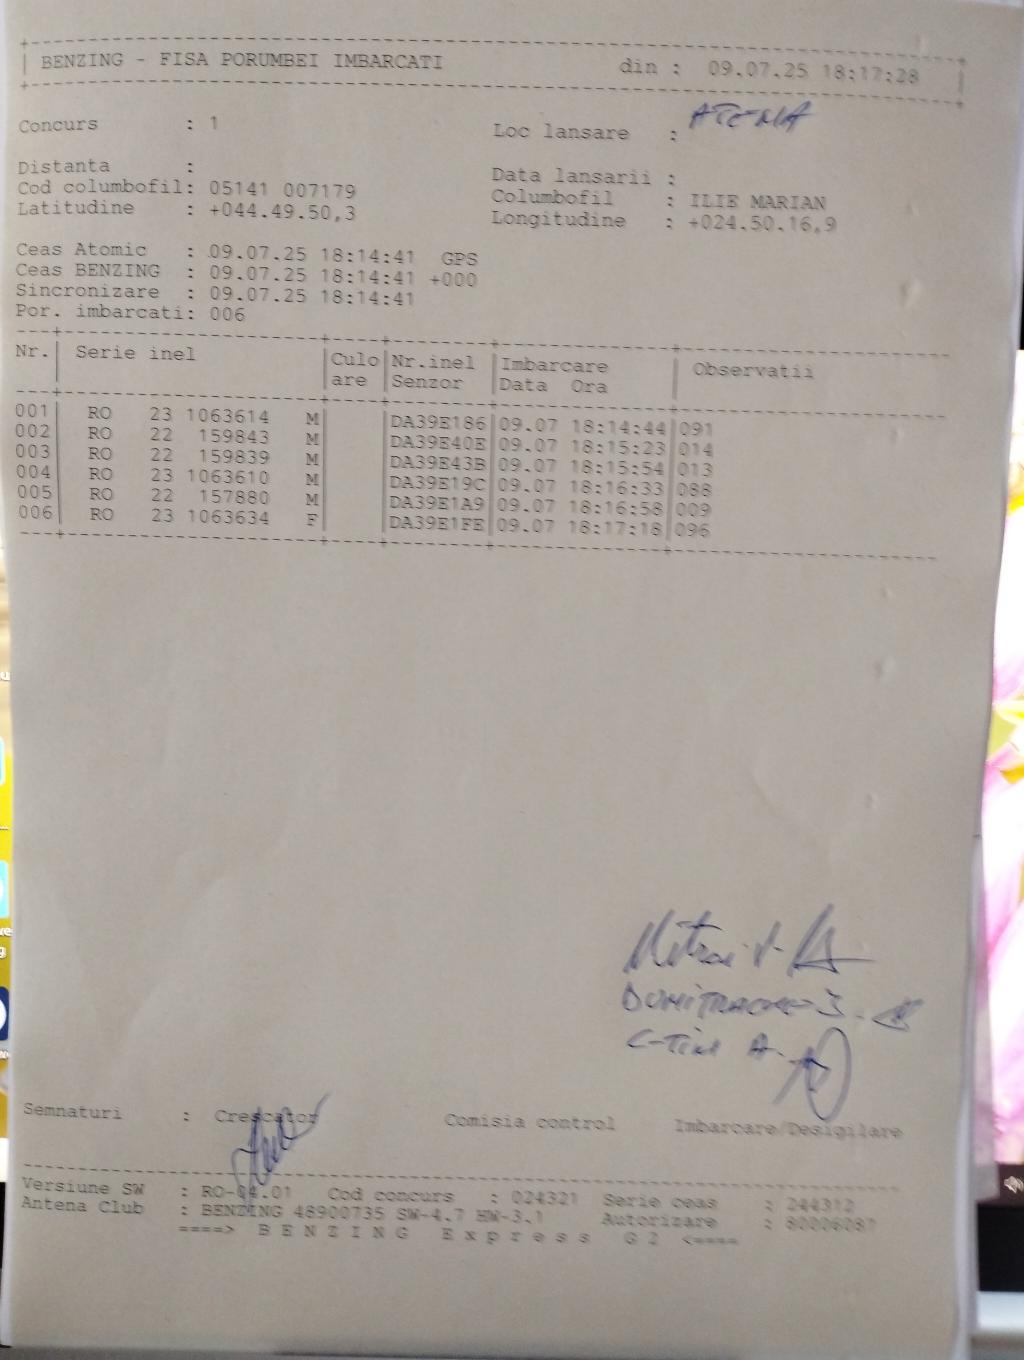 BENZING - FISA PORUMBEI IMBARCATI din : 09.07.25 18:17:28
Concurs : 1 Loc lansare : ATENA
Distanta : Data lansarii :
Cod columbofil: 05141 007179 Columbofil : ILIE MARIAN
Latitudine : +044.49.50,3 Longitudine : +024.50.16,9
Ceas Atomic : 09.07.25 18:14:41 GPS
Ceas BENZING : 09.07.25 18:14:41 +000
Sincronizare : 09.07.25 18:14:41
Por. imbarcati: 006
Nr. Serie inel Culo Nr.inel Imbarcare Observatii
are Senzor Data Ora
001 RO 23 1063614 M DA39E186 09.07 18:14:44 091
002 RO 22 159843 M DA39E40E 09.07 18:15:23 014
003 RO 22 159839 M DA39E43B 09.07 18:15:54 013
004 RO 23 1063610 M DA39E19C 09.07 18:16:33 088
005 RO 22 157880 M DA39E1A9 09.07 18:16:58 009
006 RO 23 1063634 F DA39E1FE 09.07 18:17:18 096
DUMITRACHE
Semnaturi : Crescator Comisia control Imbarcare/Desigilare
Versiune SW : RO-04.01 Cod concurs : 024321 Serie ceas : 244312
Antena Club : BENZING 48900735 SW-4.7 HW-3.1 Autorizare : 80006087
====> B E N Z I N G E x p r e s s G 2 <====